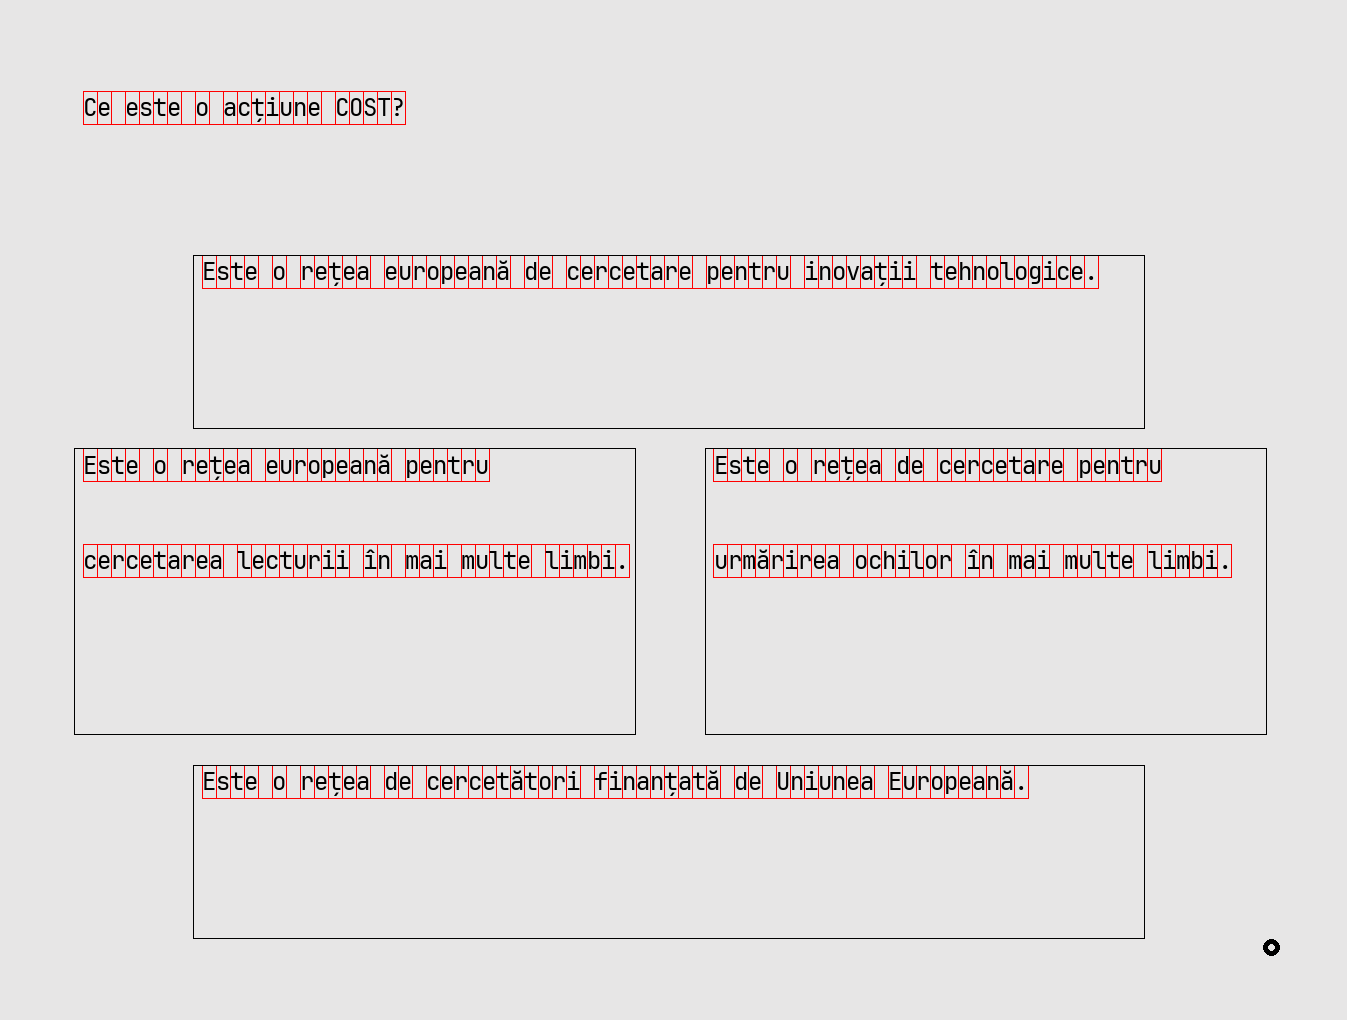 Ce este o acțiune COST?
Este o rețea europeană de cercetare pentru inovații tehnologice.
Este o rețea europeană pentru
cercetarea lecturii în mai multe limbi.
Este o rețea de cercetare pentru
urmărirea ochilor în mai multe limbi.
Este o rețea de cercetători finanțată de Uniunea Europeană.